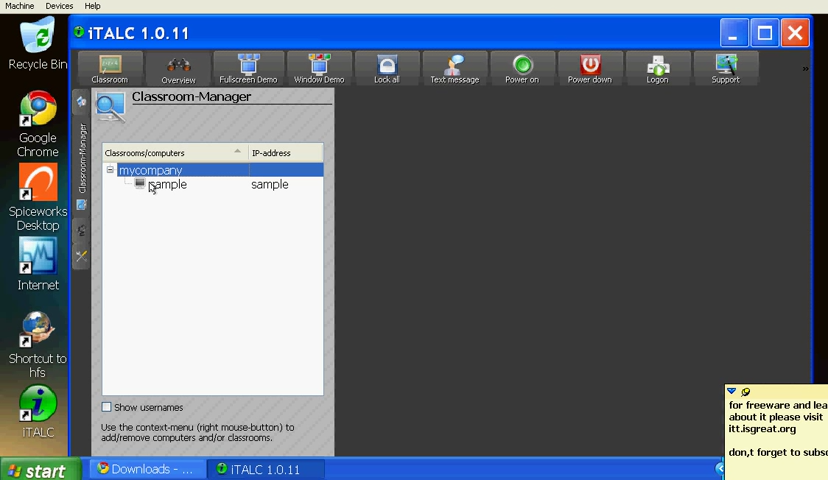 Machine Devices Help
iTALC 1.0.11
Recycle Bin
Classroom
Overview
Fullscreen Demo
Window Demo
Lock all
Text message
Power on
Power down
Logon
Support
»
Classroom-Manager
Classroom-Manager
Google
Chrome
Classrooms/computers IP-address
mycompany
sample sample
Spiceworks
Desktop
Internet
Shortcut to
hfs
iTALC
Show usernames
Use the context-menu (right mouse-button) to
add/remove computers and/or classrooms.
for freeware and lea
about it please visit
itt.isgreat.org
don,t forget to subsc
start
Downloads - ...
iTALC 1.0.11